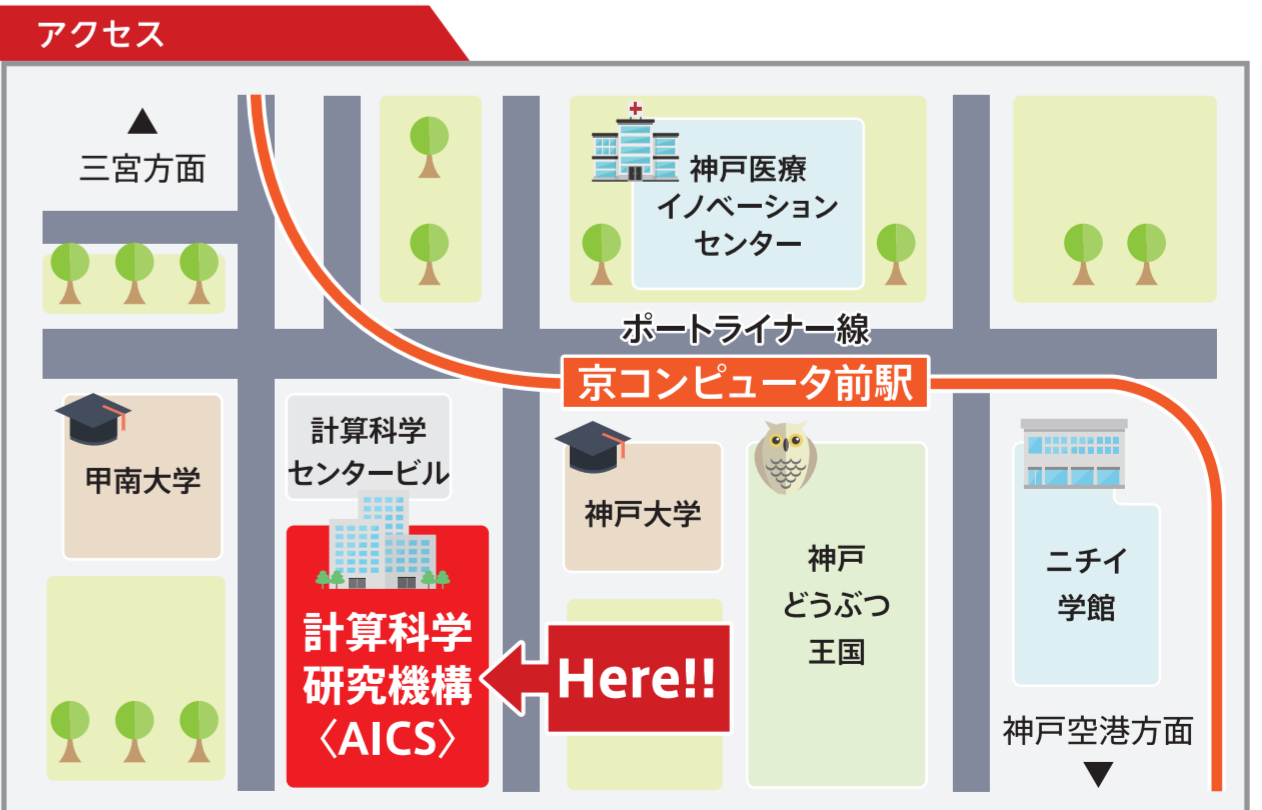 アクセス
▲
三宮方面
神戸医療
イノベーション
センター
ポートライナー線
京コンピュータ前駅
甲南大学
計算科学
センタービル
神戸大学
神戸
どうぶつ
王国
ニチイ
学館
計算科学
研究機構
〈AICS〉
Here!!
神戸空港方面
▼